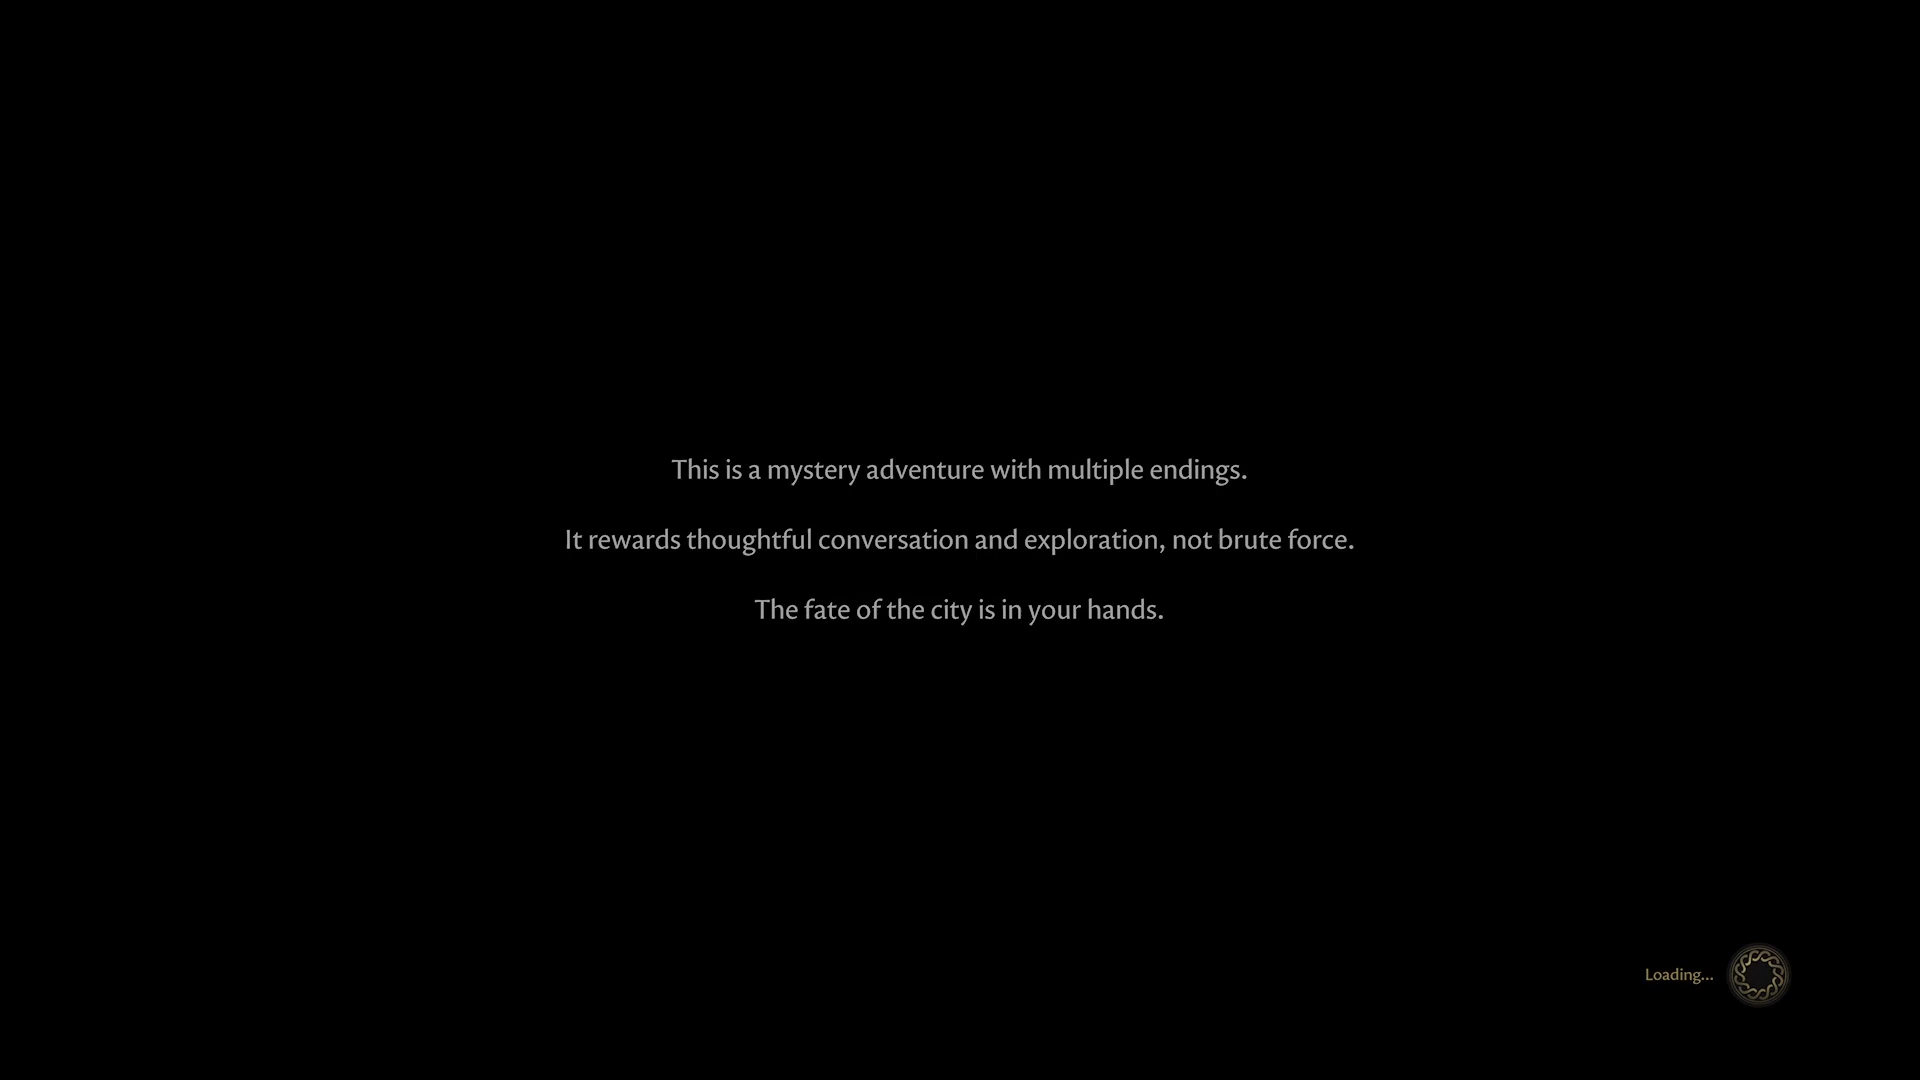 This is a mystery adventure with multiple endings.
It rewards thoughtful conversation and exploration, not brute force.
The fate of the city is in your hands.
Loading...